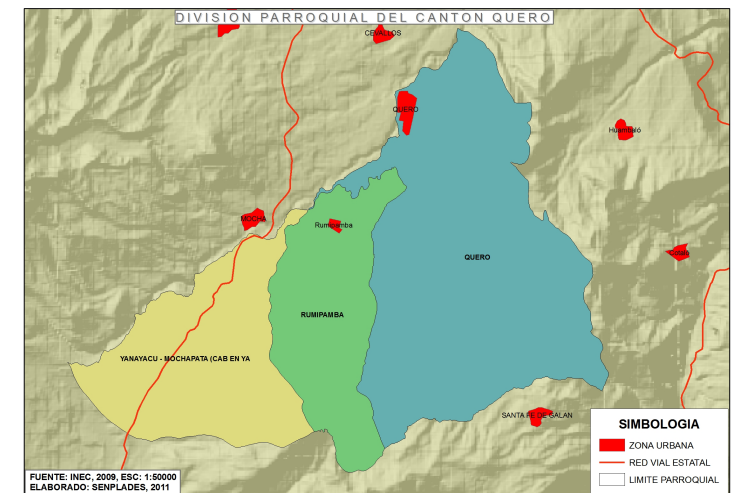 DIVISION PARROQUIAL DEL CANTON QUERO
CEVALLOS
QUERO
Huambaló
MOCHA
Rumipamba
Cotaló
QUERO
RUMIPAMBA
YANAYACU - MOCHAPATA (CAB EN YA
SANTA FE DE GALAN
SIMBOLOGIA
ZONA URBANA
RED VIAL ESTATAL
LIMITE PARROQUIAL
FUENTE: INEC, 2009, ESC: 1:50000
ELABORADO: SENPLADES, 2011